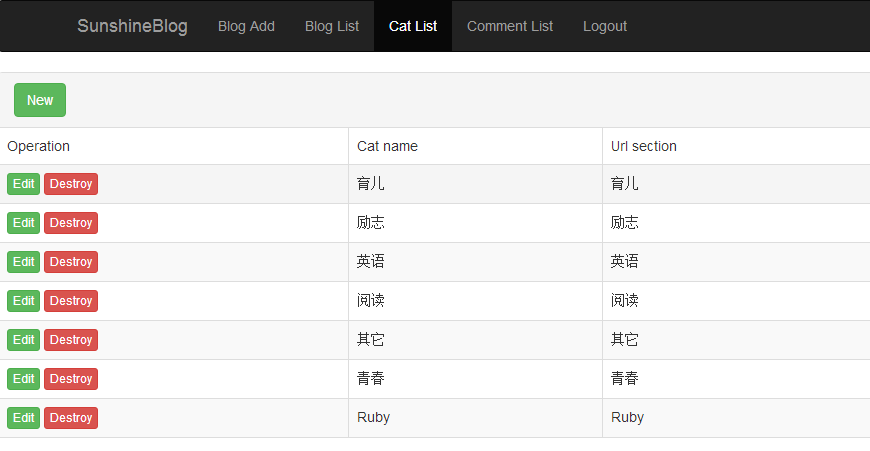 SunshineBlog Blog Add Blog List Cat List Comment List Logout
New
Operation Cat name Url section
Edit Destroy 育儿 育儿
Edit Destroy 励志 励志
Edit Destroy 英语 英语
Edit Destroy 阅读 阅读
Edit Destroy 其它 其它
Edit Destroy 青春 青春
Edit Destroy Ruby Ruby